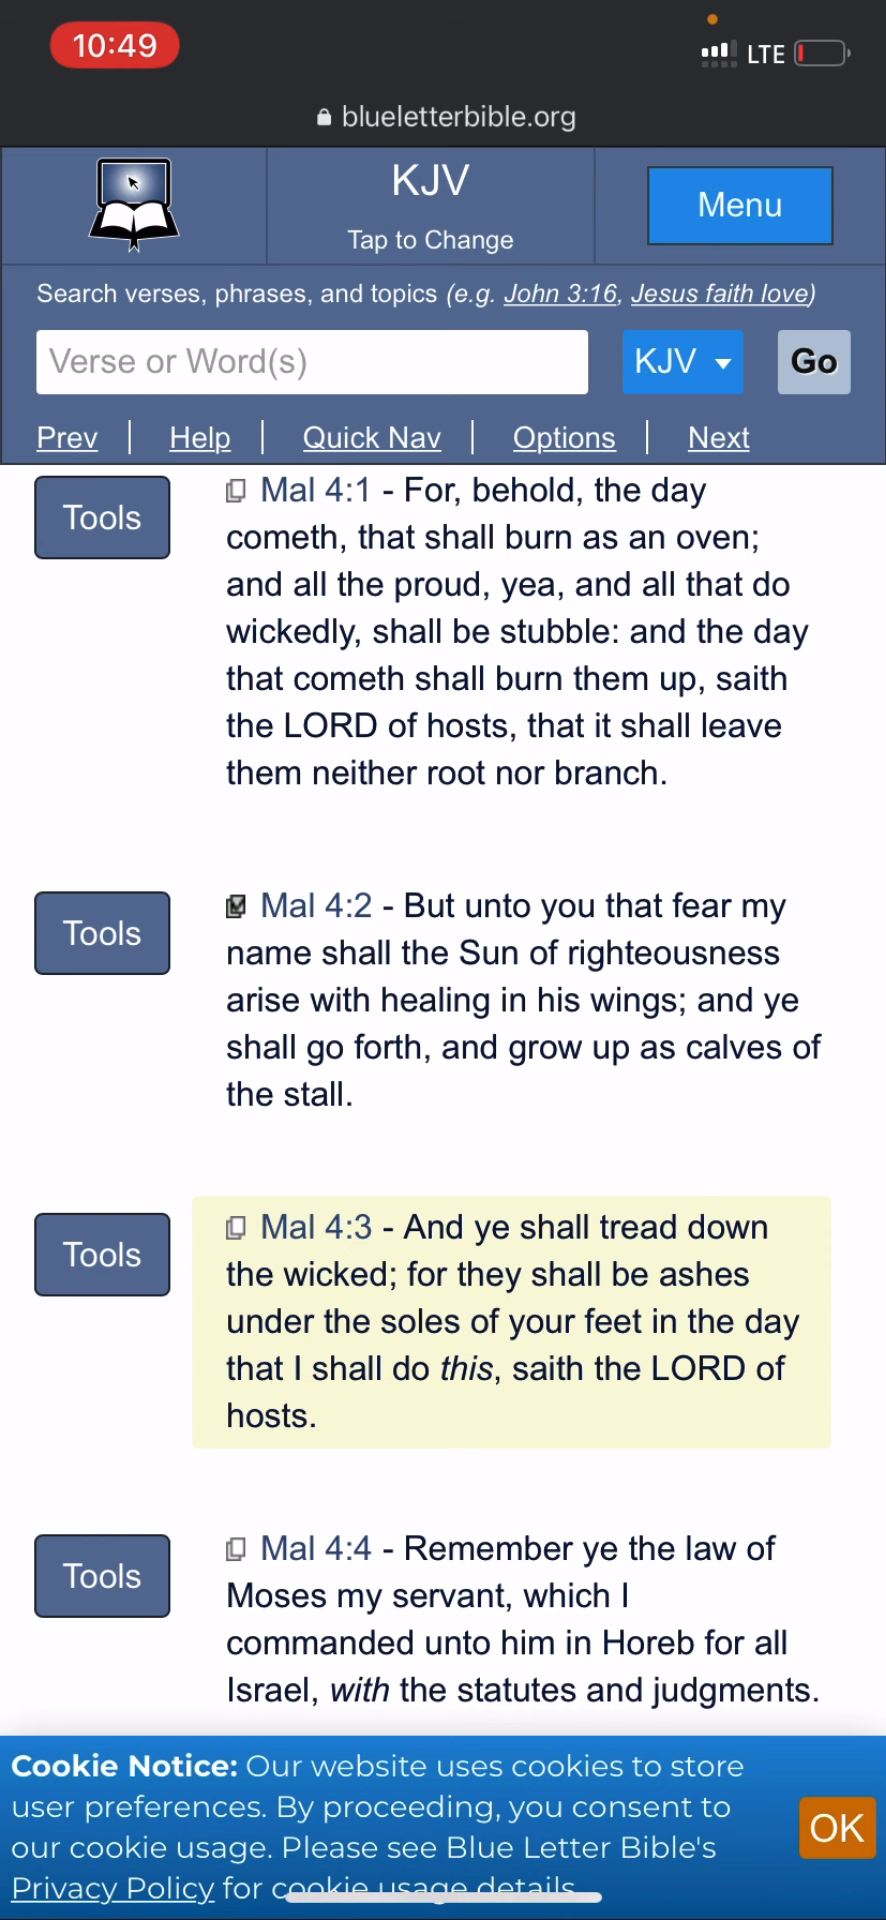 10:49
LTE
blueletterbible.org
KJV
Tap to Change
Menu
Search verses, phrases, and topics (e.g. John 3:16, Jesus faith love)
Verse or Word(s)
KJV
Go
Prev | Help | Quick Nav | Options | Next
Tools
Mal 4:1 - For, behold, the day
cometh, that shall burn as an oven;
and all the proud, yea, and all that do
wickedly, shall be stubble: and the day
that cometh shall burn them up, saith
the LORD of hosts, that it shall leave
them neither root nor branch.
Tools
Mal 4:2 - But unto you that fear my
name shall the Sun of righteousness
arise with healing in his wings; and ye
shall go forth, and grow up as calves of
the stall.
Tools
Mal 4:3 - And ye shall tread down
the wicked; for they shall be ashes
under the soles of your feet in the day
that I shall do this, saith the LORD of
hosts.
Tools
Mal 4:4 - Remember ye the law of
Moses my servant, which I
commanded unto him in Horeb for all
Israel, with the statutes and judgments.
Cookie Notice: Our website uses cookies to store
user preferences. By proceeding, you consent to
our cookie usage. Please see Blue Letter Bible's
Privacy Policy for cookie usage details.
OK